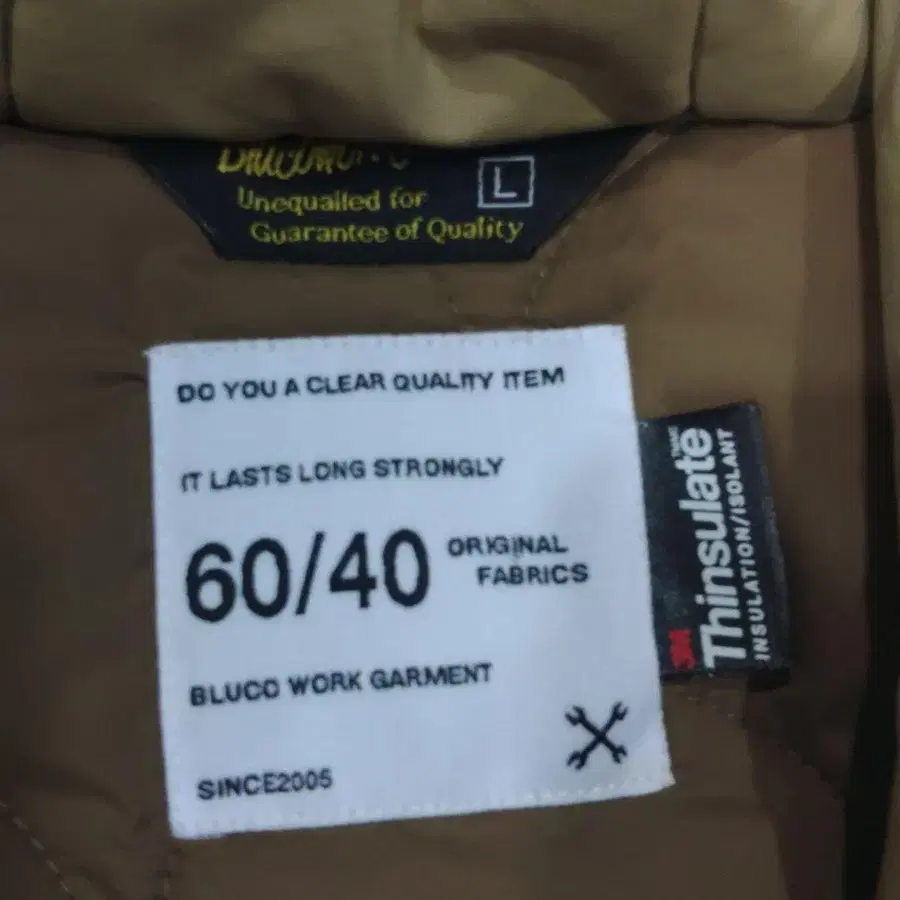 L
Unequalled for
Guarantee of Quality
DO YOU A CLEAR QUALITY ITEM
IT LASTS LONG STRONGLY
60/40 ORIGINAL
FABRICS
BLUCO WORK GARMENT
SINCE2005
3M
Thinsulate
INSULATION/ISOLANT